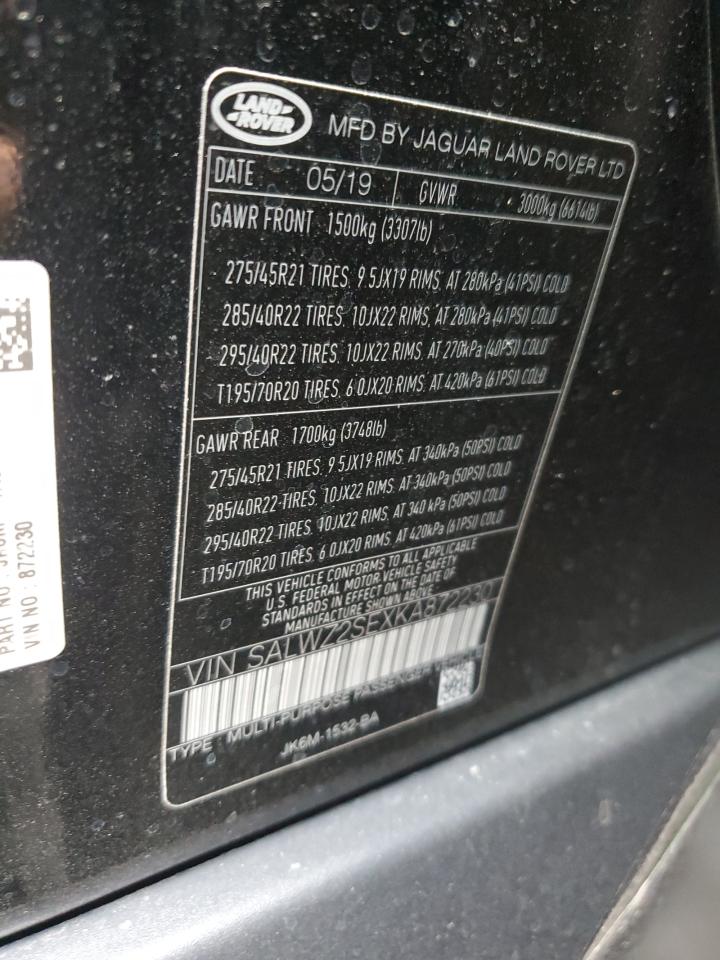 LAND ROVER
MFD BY JAGUAR LAND ROVER LTD
DATE 05/19 GVWR 3000kg (6614lb)
GAWR FRONT 1500kg (3307lb)
275/45R21 TIRES, 9.5JX19 RIMS, AT 280kPa (41PSI) COLD
285/40R22 TIRES, 10JX22 RIMS, AT 280kPa (41PSI) COLD
295/40R22 TIRES, 10JX22 RIMS, AT 270kPa (40PSI) COLD
T195/70R20 TIRES, 6.0JX20 RIMS, AT 420kPa (61PSI) COLD
GAWR REAR 1700kg (3748lb)
275/45R21 TIRES, 9.5JX19 RIMS, AT 340kPa (50PSI) COLD
285/40R22 TIRES, 10JX22 RIMS, AT 340kPa (50PSI) COLD
295/40R22 TIRES, 10JX22 RIMS, AT 340 kPa (50PSI) COLD
T195/70R20 TIRES, 6.0JX20 RIMS, AT 420kPa (61PSI) COLD
THIS VEHICLE CONFORMS TO ALL APPLICABLE
U.S. FEDERAL MOTOR VEHICLE SAFETY
STANDARDS IN EFFECT ON THE DATE OF
MANUFACTURE SHOWN ABOVE.
VIN SALWZ2SEXKA872230
TYPE : MULTI-PURPOSE PASSENGER VEHICLE
JK6M-1532-BA
PART NO :
VIN NO : 872230